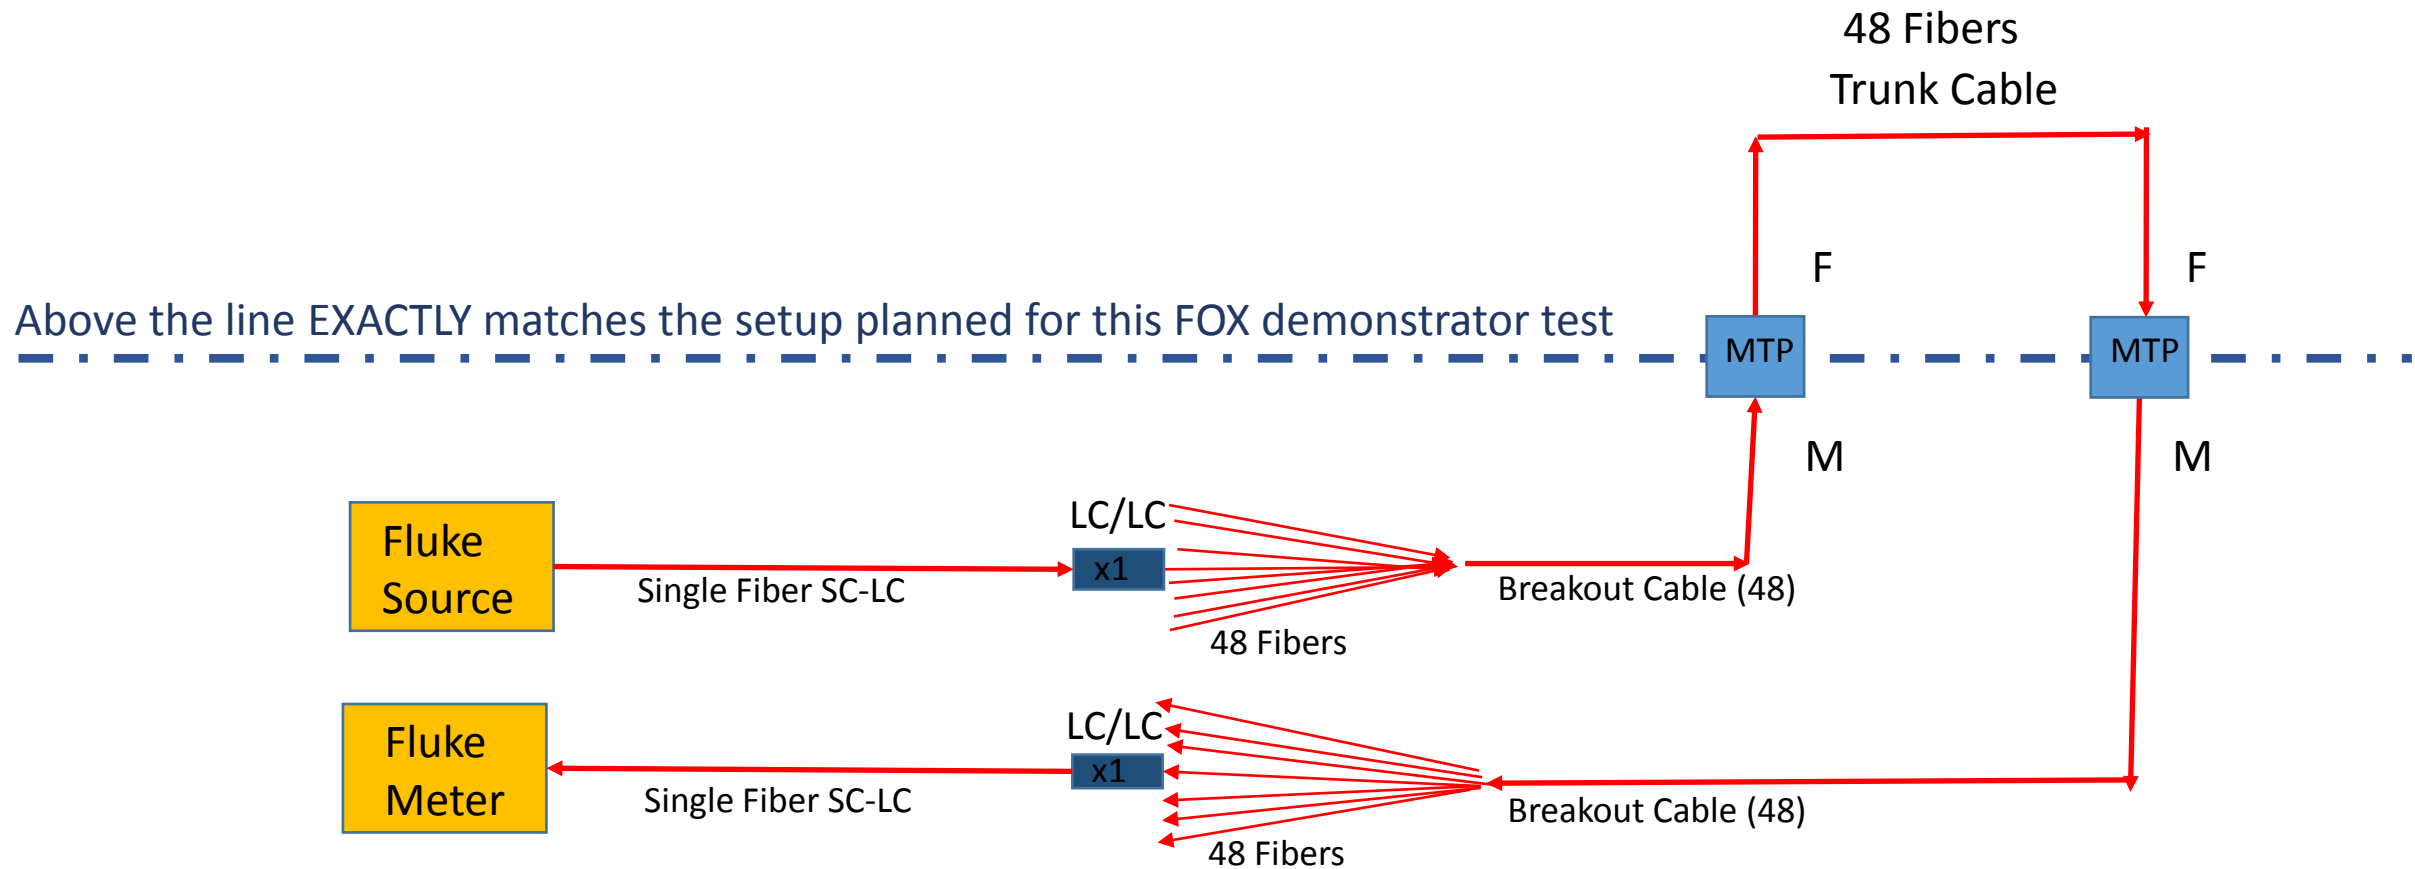 48 Fibers
Trunk Cable
F
F
Above the line EXACTLY matches the setup planned for this FOX demonstrator test
MTP
MTP
M
M
Fluke
Source
Single Fiber SC-LC
LC/LC
x1
48 Fibers
Breakout Cable (48)
Fluke
Meter
Single Fiber SC-LC
LC/LC
x1
48 Fibers
Breakout Cable (48)